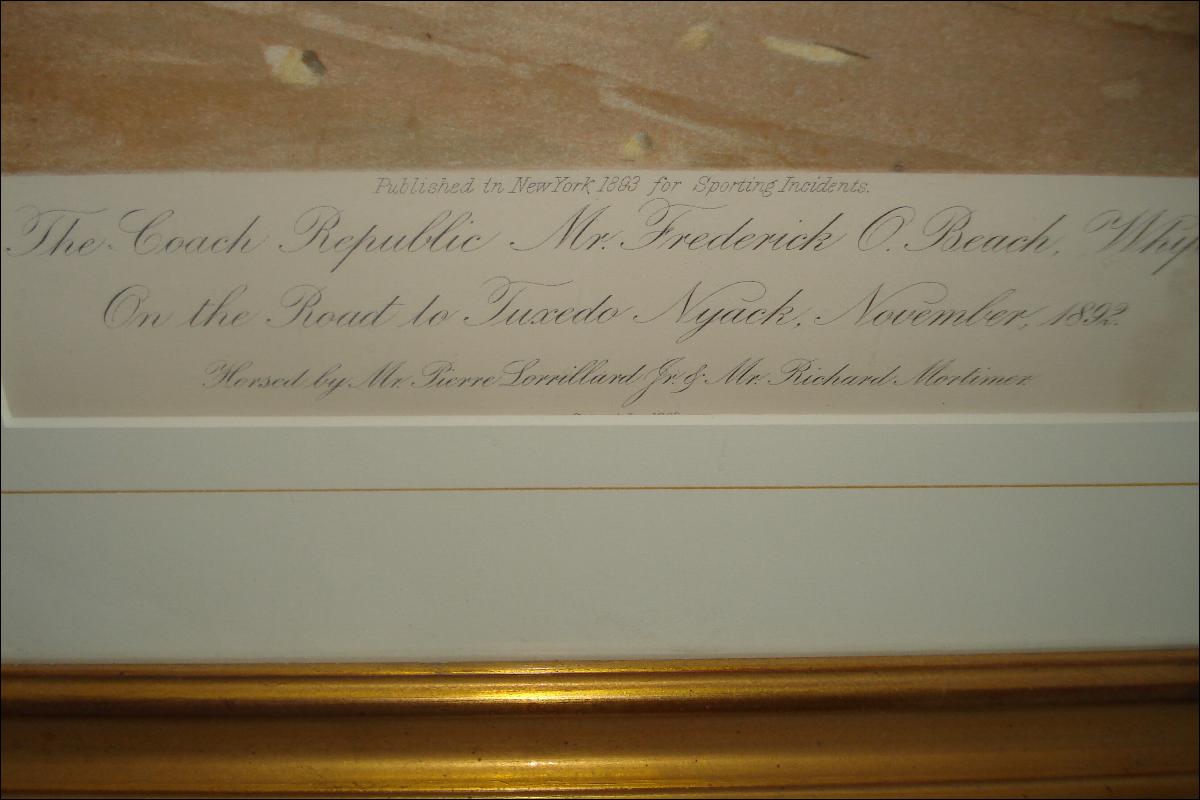 Published in New York 1893 for Sporting Incidents.
The Coach Republic Mr. Frederick O. Beach,
On the Road to Tuxedo Nyack, November, 1892.
Horsed by Mr. Pierre Lorrillard Jr. & Mr. Richard Mortimer.